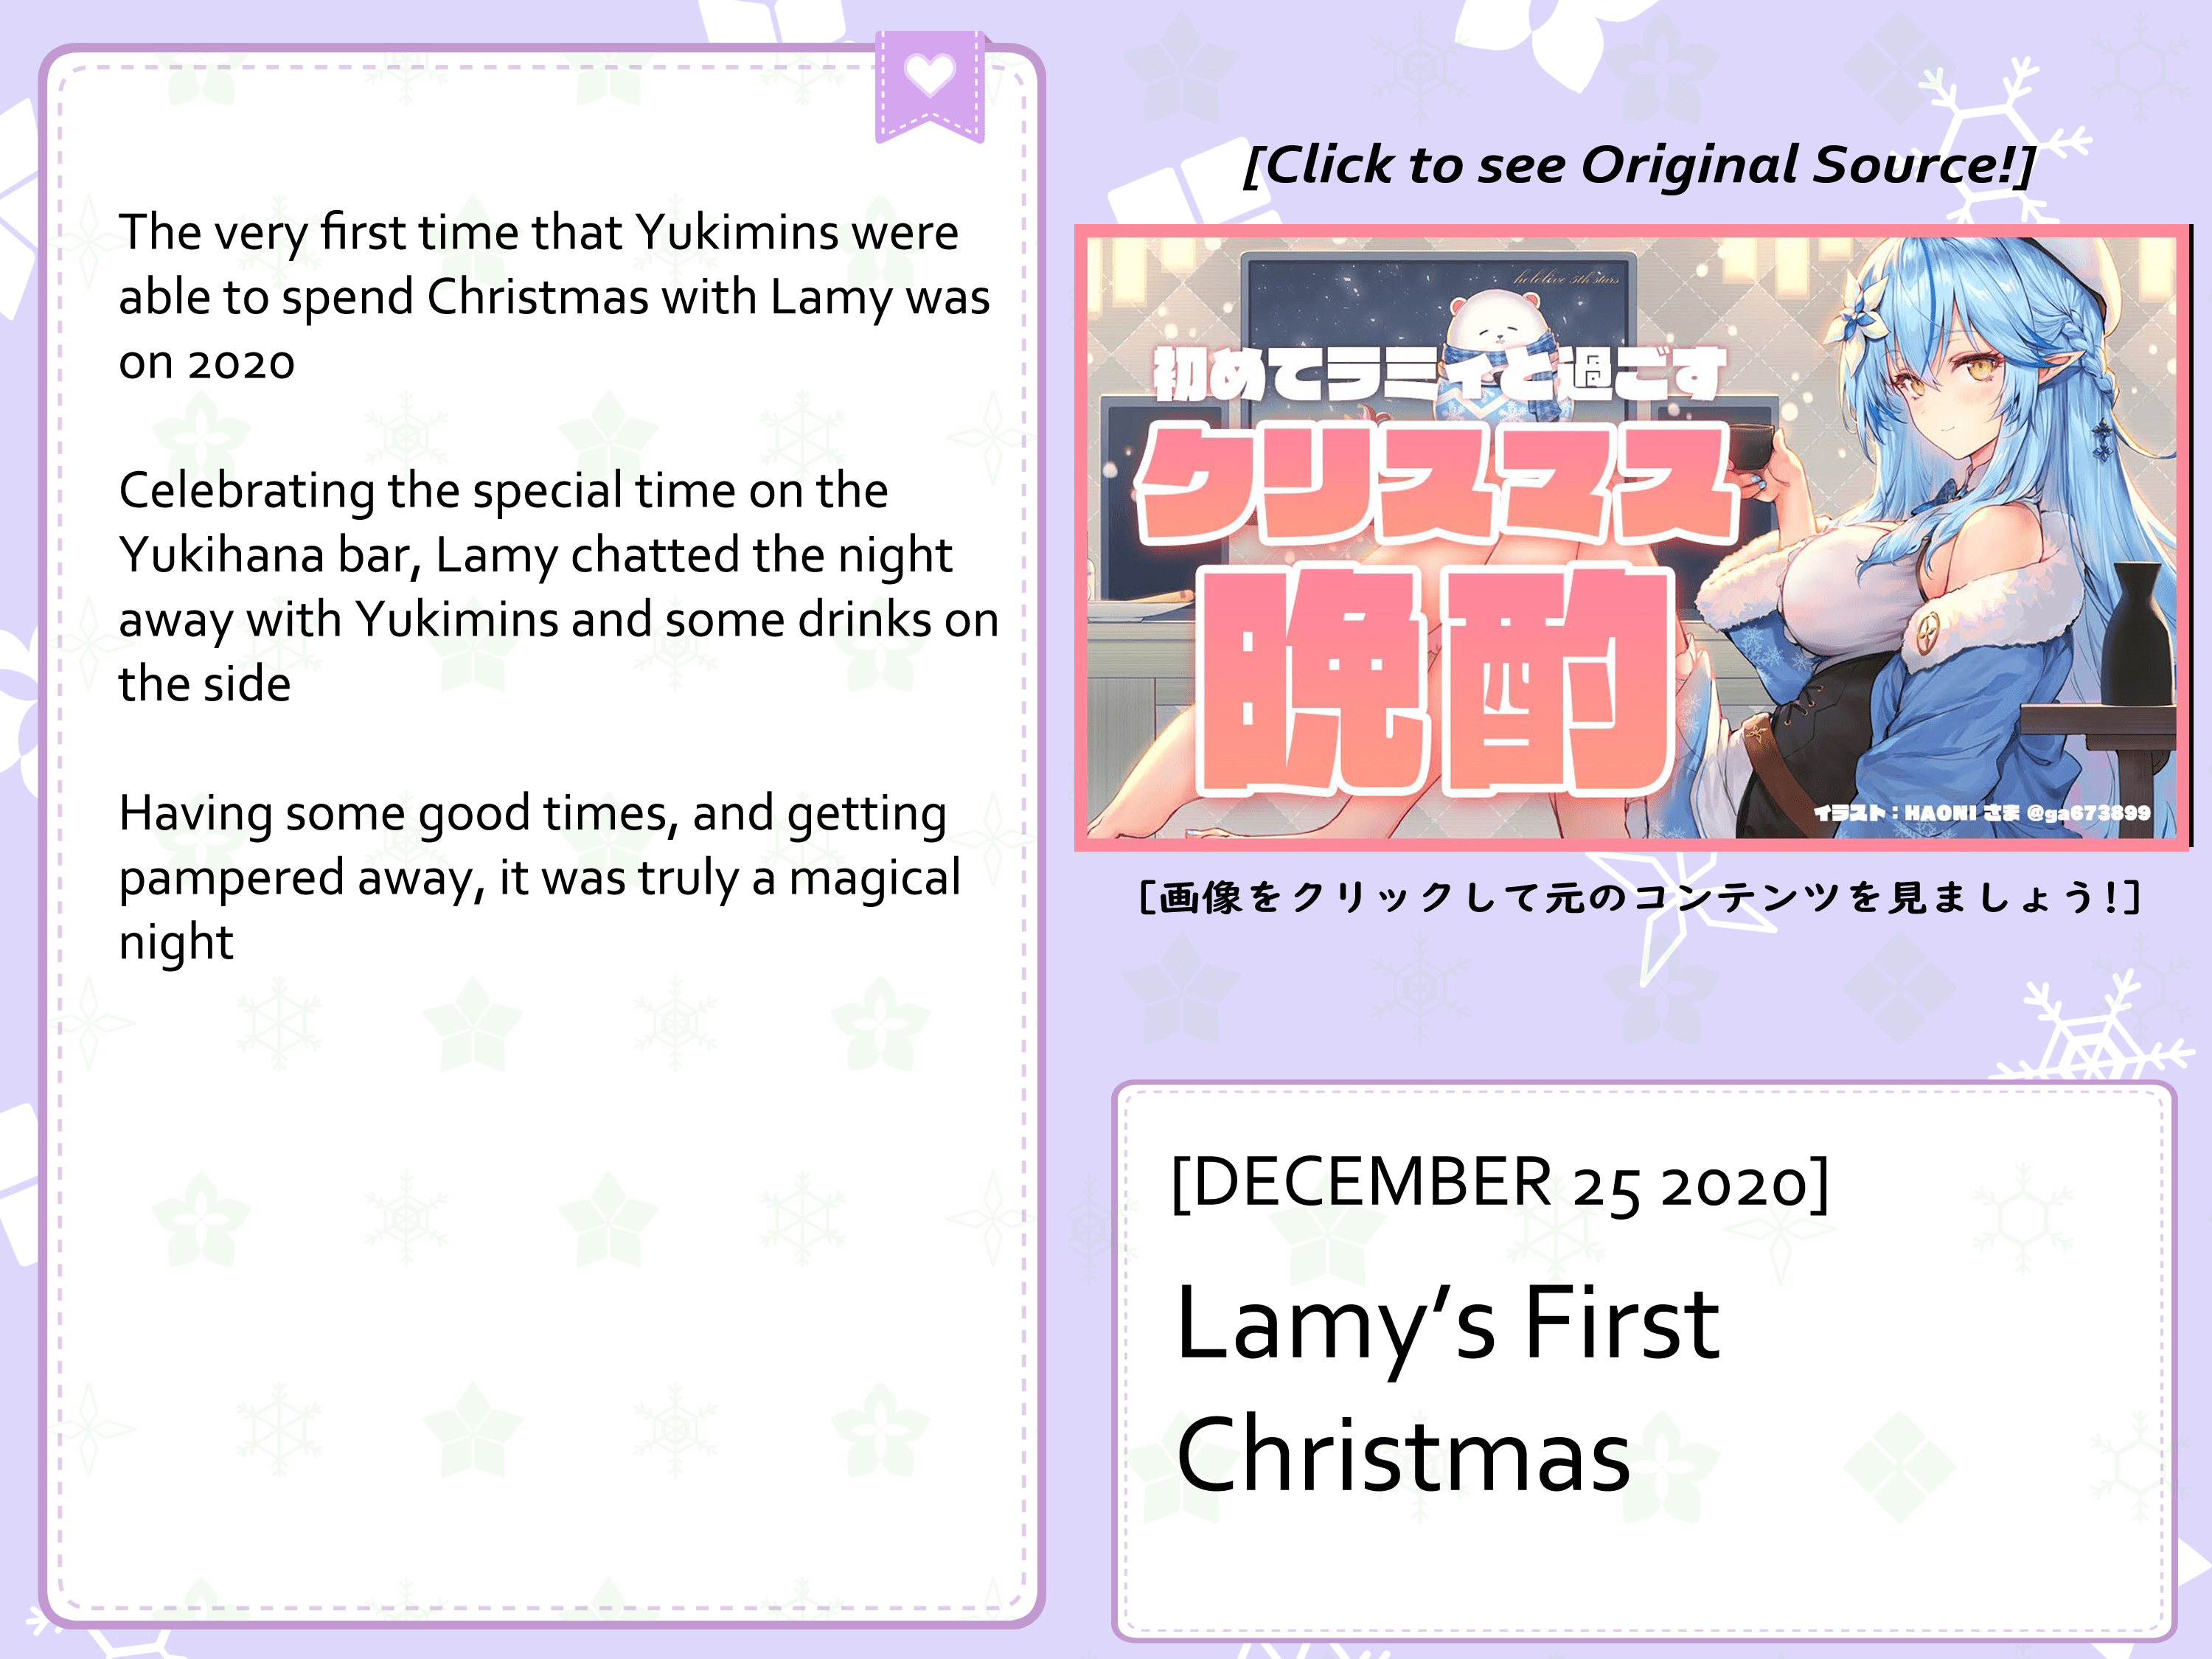 The very first time that Yukimins were
able to spend Christmas with Lamy was
on 2020
Celebrating the special time on the
Yukihana bar, Lamy chatted the night
away with Yukimins and some drinks on
the side
Having some good times, and getting
pampered away, it was truly a magical
night
[Click to see Original Source!]
hololive 5th stars
初めてラミィと過ごす
クリスマス
晩酌
イラスト：HAONI さま @ga673899
[画像をクリックして元のコンテンツを見ましょう!]
[DECEMBER 25 2020]
Lamy's First
Christmas